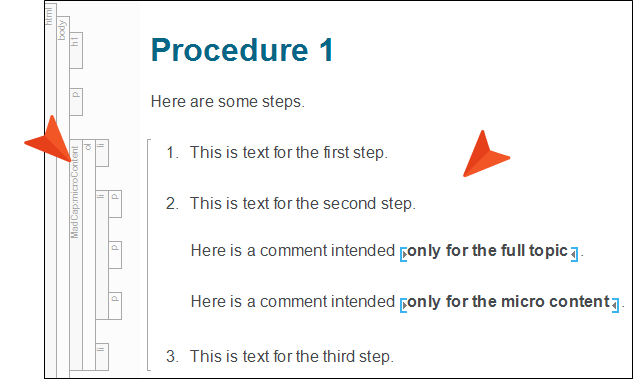 html
body
h1
p
MadCap:microContent
ol
li
li
p
p
p
li
Procedure 1
Here are some steps.
1. This is text for the first step.
2. This is text for the second step.
Here is a comment intended only for the full topic.
Here is a comment intended only for the micro content.
3. This is text for the third step.